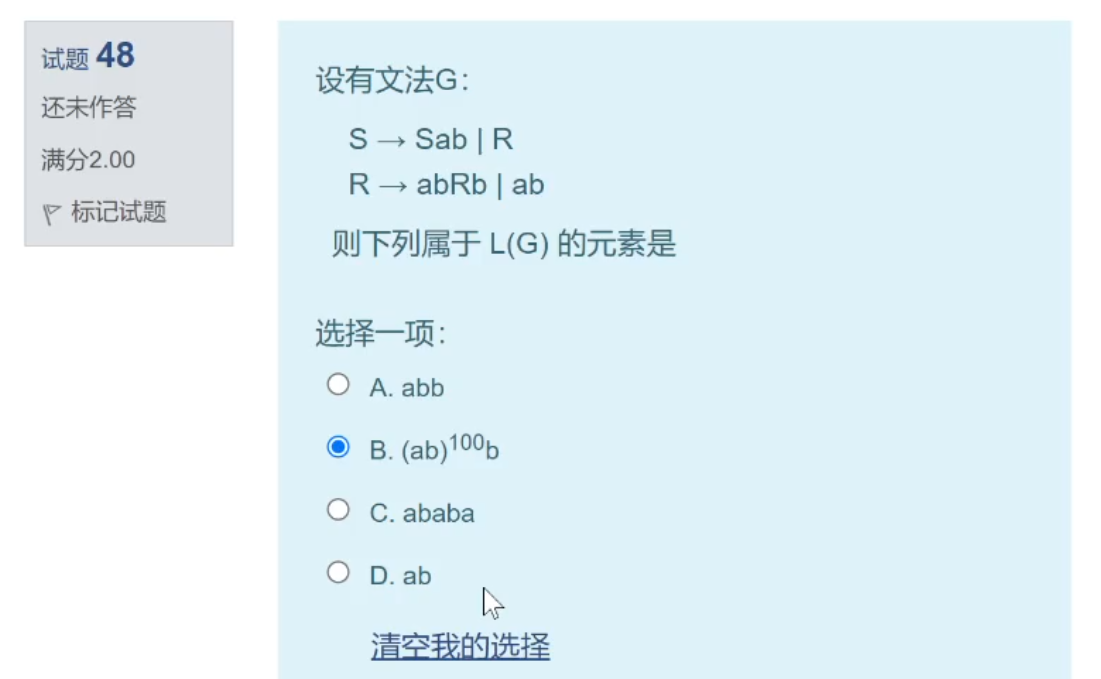 试题 48
还未作答
满分2.00
标记试题
设有文法G:
S → Sab | R
R → abRb | ab
则下列属于 L(G) 的元素是
选择一项:
A. abb
B. (ab)¹⁰⁰b
C. ababa
D. ab
清空我的选择